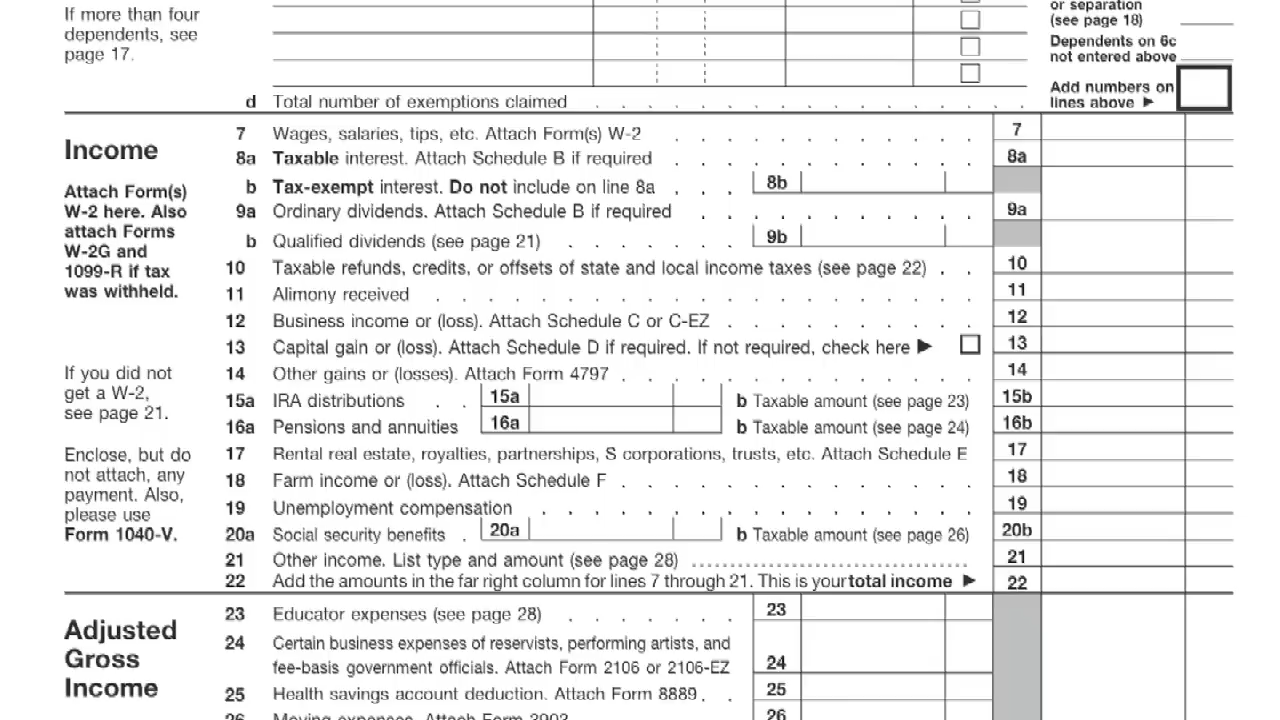 If more than four
dependents, see
page 17.
or separation
(see page 18)
Dependents on 6c
not entered above
d Total number of exemptions claimed . . . . . . . . . . . . . . . . .
Add numbers on
lines above ▶
Income
Attach Form(s)
W-2 here. Also
attach Forms
W-2G and
1099-R if tax
was withheld.
If you did not
get a W-2,
see page 21.
Enclose, but do
not attach, any
payment. Also,
please use
Form 1040-V.
7 Wages, salaries, tips, etc. Attach Form(s) W-2 . . . . . . . . . . . . 7
8a Taxable interest. Attach Schedule B if required . . . . . . . . . . . . 8a
b Tax-exempt interest. Do not include on line 8a . . . 8b
9a Ordinary dividends. Attach Schedule B if required . . . . . . . . . . . 9a
b Qualified dividends (see page 21) . . . . . . . 9b
10 Taxable refunds, credits, or offsets of state and local income taxes (see page 22) . . 10
11 Alimony received . . . . . . . . . . . . . . . . . . . . . 11
12 Business income or (loss). Attach Schedule C or C-EZ . . . . . . . . . . 12
13 Capital gain or (loss). Attach Schedule D if required. If not required, check here ▶ 13
14 Other gains or (losses). Attach Form 4797 . . . . . . . . . . . . . . 14
15a IRA distributions . . 15a b Taxable amount (see page 23) 15b
16a Pensions and annuities 16a b Taxable amount (see page 24) 16b
17 Rental real estate, royalties, partnerships, S corporations, trusts, etc. Attach Schedule E 17
18 Farm income or (loss). Attach Schedule F . . . . . . . . . . . . . . 18
19 Unemployment compensation . . . . . . . . . . . . . . . . . 19
20a Social security benefits . 20a b Taxable amount (see page 26) 20b
21 Other income. List type and amount (see page 28) ........................................ 21
22 Add the amounts in the far right column for lines 7 through 21. This is your total income ▶ 22
Adjusted
Gross
Income
23 Educator expenses (see page 28) . . . . . . . 23
24 Certain business expenses of reservists, performing artists, and
fee-basis government officials. Attach Form 2106 or 2106-EZ 24
25 Health savings account deduction. Attach Form 8889 . . 25
26 Moving expenses. Attach Form 3903 26